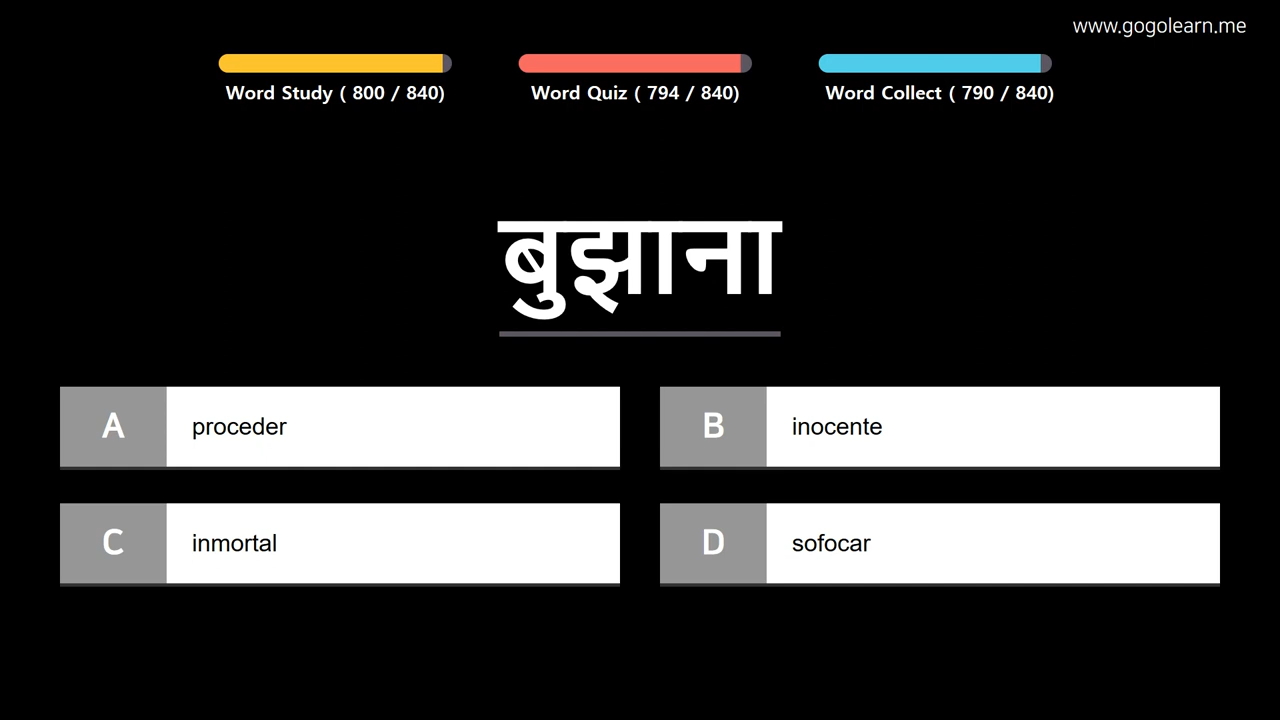 www.gogolearn.me
Word Study ( 800 / 840)
Word Quiz ( 794 / 840)
Word Collect ( 790 / 840)
बुझाना
A proceder
B inocente
C inmortal
D sofocar